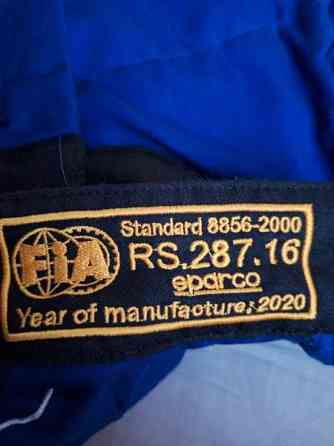 Standard 8856-2000
FiA
RS.287.16
sparco
Year of manufacture: 2020